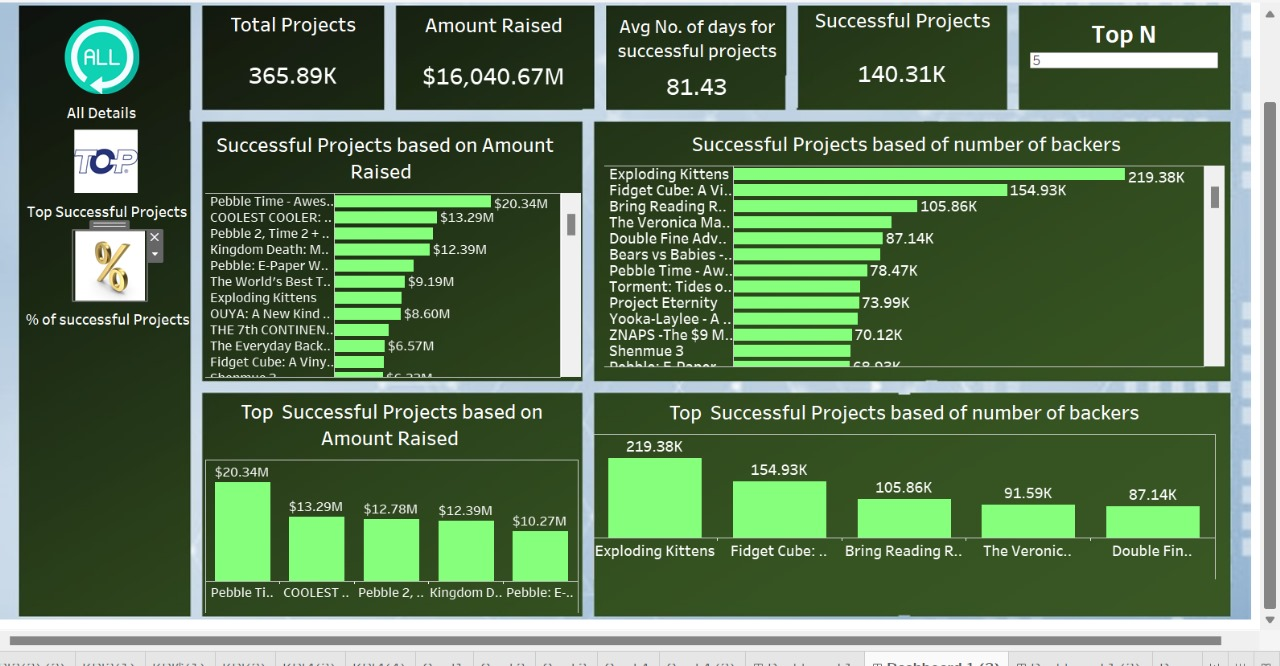 ALL
All Details
TOP
Top Successful Projects
%
% of successful Projects
Total Projects
365.89K
Amount Raised
$16,040.67M
Avg No. of days for
successful projects
81.43
Successful Projects
140.31K
Top N
5
Successful Projects based on Amount
Raised
Pebble Time - Awes.. $20.34M
COOLEST COOLER: .. $13.29M
Pebble 2, Time 2 + ..
Kingdom Death: M.. $12.39M
Pebble: E-Paper W..
The World's Best T.. $9.19M
Exploding Kittens
OUYA: A New Kind .. $8.60M
THE 7th CONTINEN..
The Everyday Back.. $6.57M
Fidget Cube: A Viny..
Shenmue 3
Successful Projects based of number of backers
Exploding Kittens 219.38K
Fidget Cube: A Vi.. 154.93K
Bring Reading R.. 105.86K
The Veronica Ma..
Double Fine Adv.. 87.14K
Bears vs Babies -..
Pebble Time - Aw.. 78.47K
Torment: Tides o..
Project Eternity 73.99K
Yooka-Laylee - A ..
ZNAPS -The $9 M.. 70.12K
Shenmue 3
Pebble: E-Paper 68.93K
Top Successful Projects based on
Amount Raised
$20.34M
$13.29M
$12.78M
$12.39M
$10.27M
Pebble Ti.. COOLEST .. Pebble 2, .. Kingdom D.. Pebble: E-..
Top Successful Projects based of number of backers
219.38K
154.93K
105.86K
91.59K
87.14K
Exploding Kittens Fidget Cube: .. Bring Reading R.. The Veronic.. Double Fin..